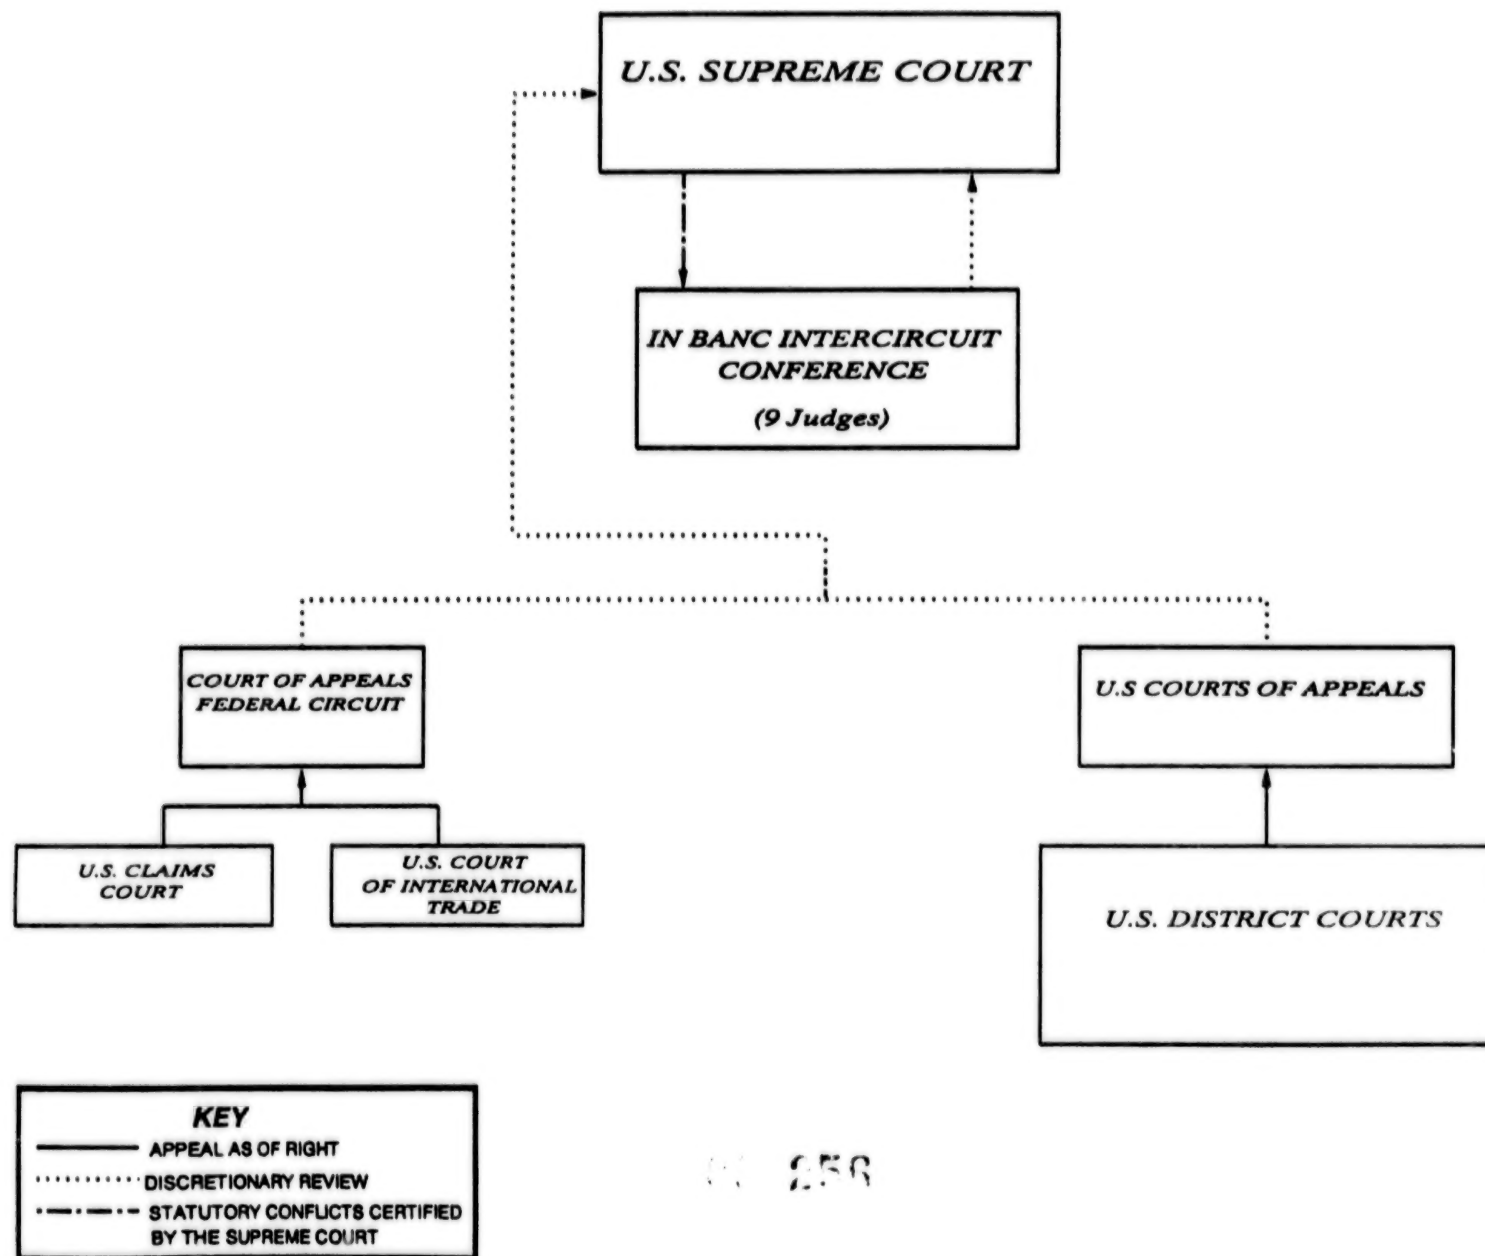 U.S. SUPREME COURT
IN BANC INTERCIRCUIT
CONFERENCE
(9 Judges)
COURT OF APPEALS
FEDERAL CIRCUIT
U.S COURTS OF APPEALS
U.S. CLAIMS
COURT
U.S. COURT
OF INTERNATIONAL
TRADE
U.S. DISTRICT COURTS
KEY
APPEAL AS OF RIGHT
DISCRETIONARY REVIEW
STATUTORY CONFLICTS CERTIFIED
BY THE SUPREME COURT
256